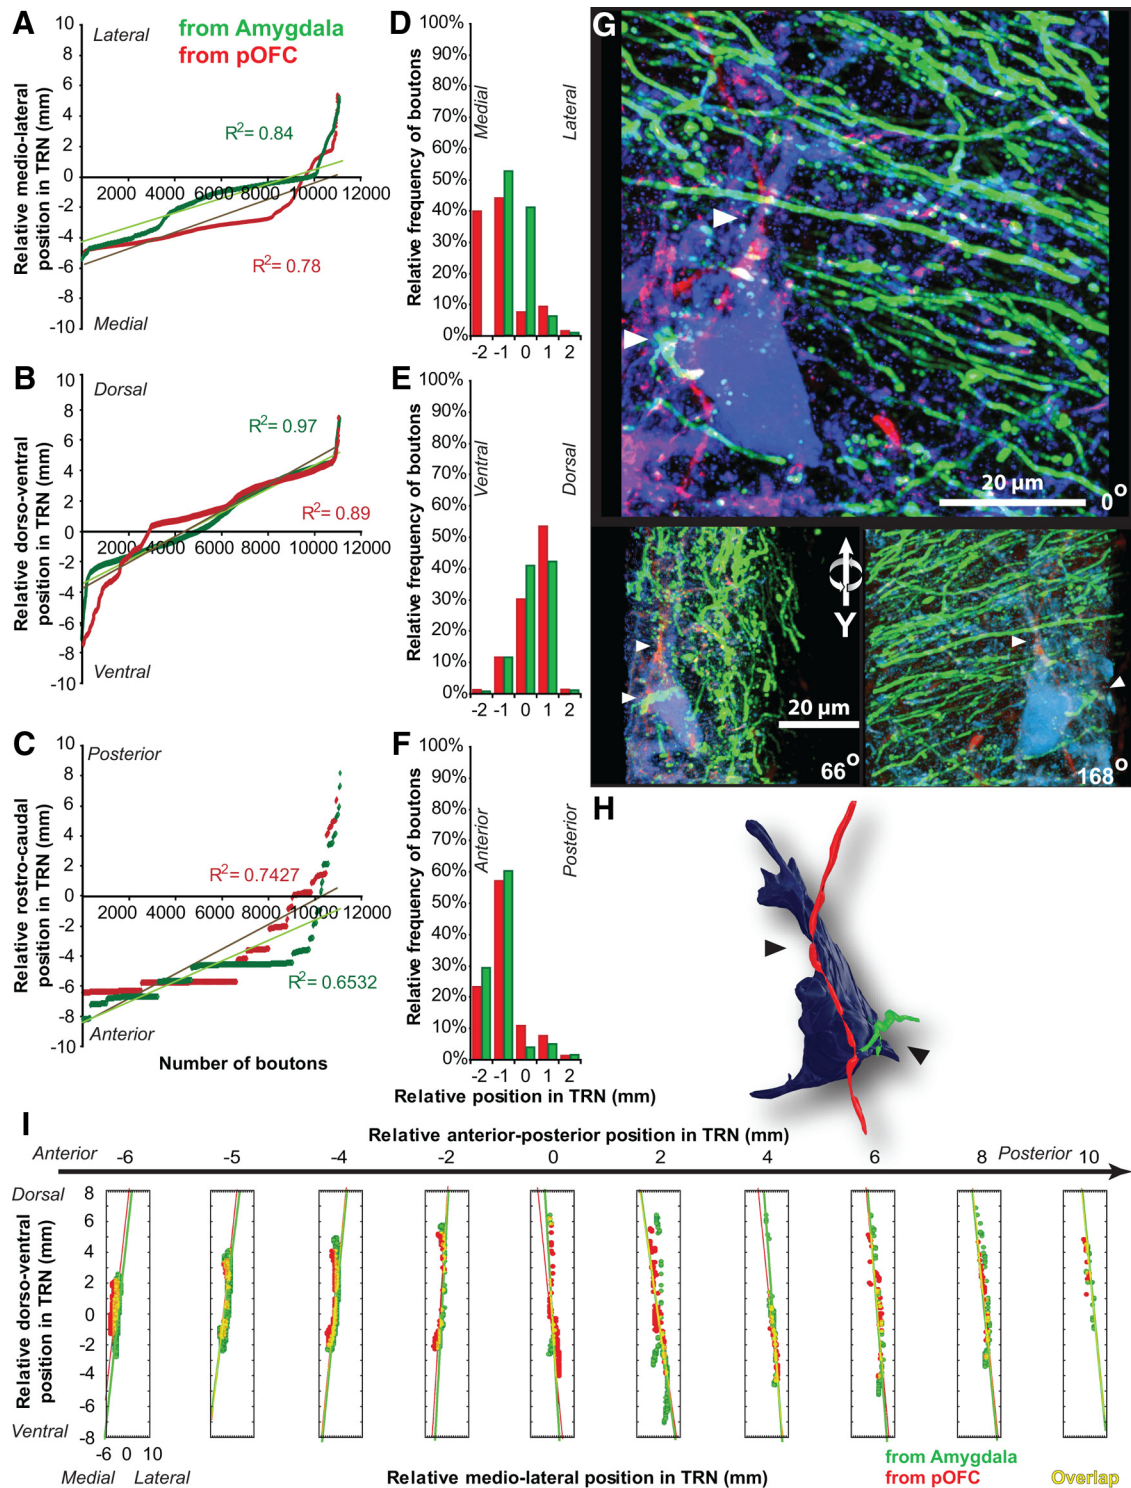 A
from Amygdala
from pOFC
Lateral
Relative medio-lateral
position in TRN (mm)
10
8
6
4
2
0
-2
-4
-6
-8
-10
R²= 0.84
2000 4000 6000 8000 10000 12000
R²= 0.78
Medial
B
Dorsal
Relative dorso-ventral
position in TRN (mm)
10
8
6
4
2
0
-2
-4
-6
-8
-10
R²= 0.97
R²= 0.89
2000 4000 6000 8000 10000 12000
Ventral
C
Posterior
Relative rostro-caudal
position in TRN (mm)
10
8
6
4
2
0
-2
-4
-6
-8
-10
R²= 0.7427
2000 4000 6000 8000 10000 12000
R²= 0.6532
Anterior
Number of boutons
D
Relative frequency of boutons
100%
90%
80%
70%
60%
50%
40%
30%
20%
10%
0%
Medial
Lateral
-2 -1 0 1 2
E
Relative frequency of boutons
100%
90%
80%
70%
60%
50%
40%
30%
20%
10%
0%
Ventral
Dorsal
-2 -1 0 1 2
F
Relative frequency of boutons
100%
90%
80%
70%
60%
50%
40%
30%
20%
10%
0%
Anterior
Posterior
-2 -1 0 1 2
Relative position in TRN (mm)
G
20 µm
0°
20 µm
66°
Y
168°
H
I
Relative anterior-posterior position in TRN (mm)
Anterior -6 -5 -4 -2 0 2 4 6 8 Posterior 10
Dorsal
Relative dorso-ventral
position in TRN (mm)
8
6
4
2
0
-2
-4
-6
-8
Ventral
-6 0 10
Medial Lateral
Relative medio-lateral position in TRN (mm)
from Amygdala
from pOFC
Overlap